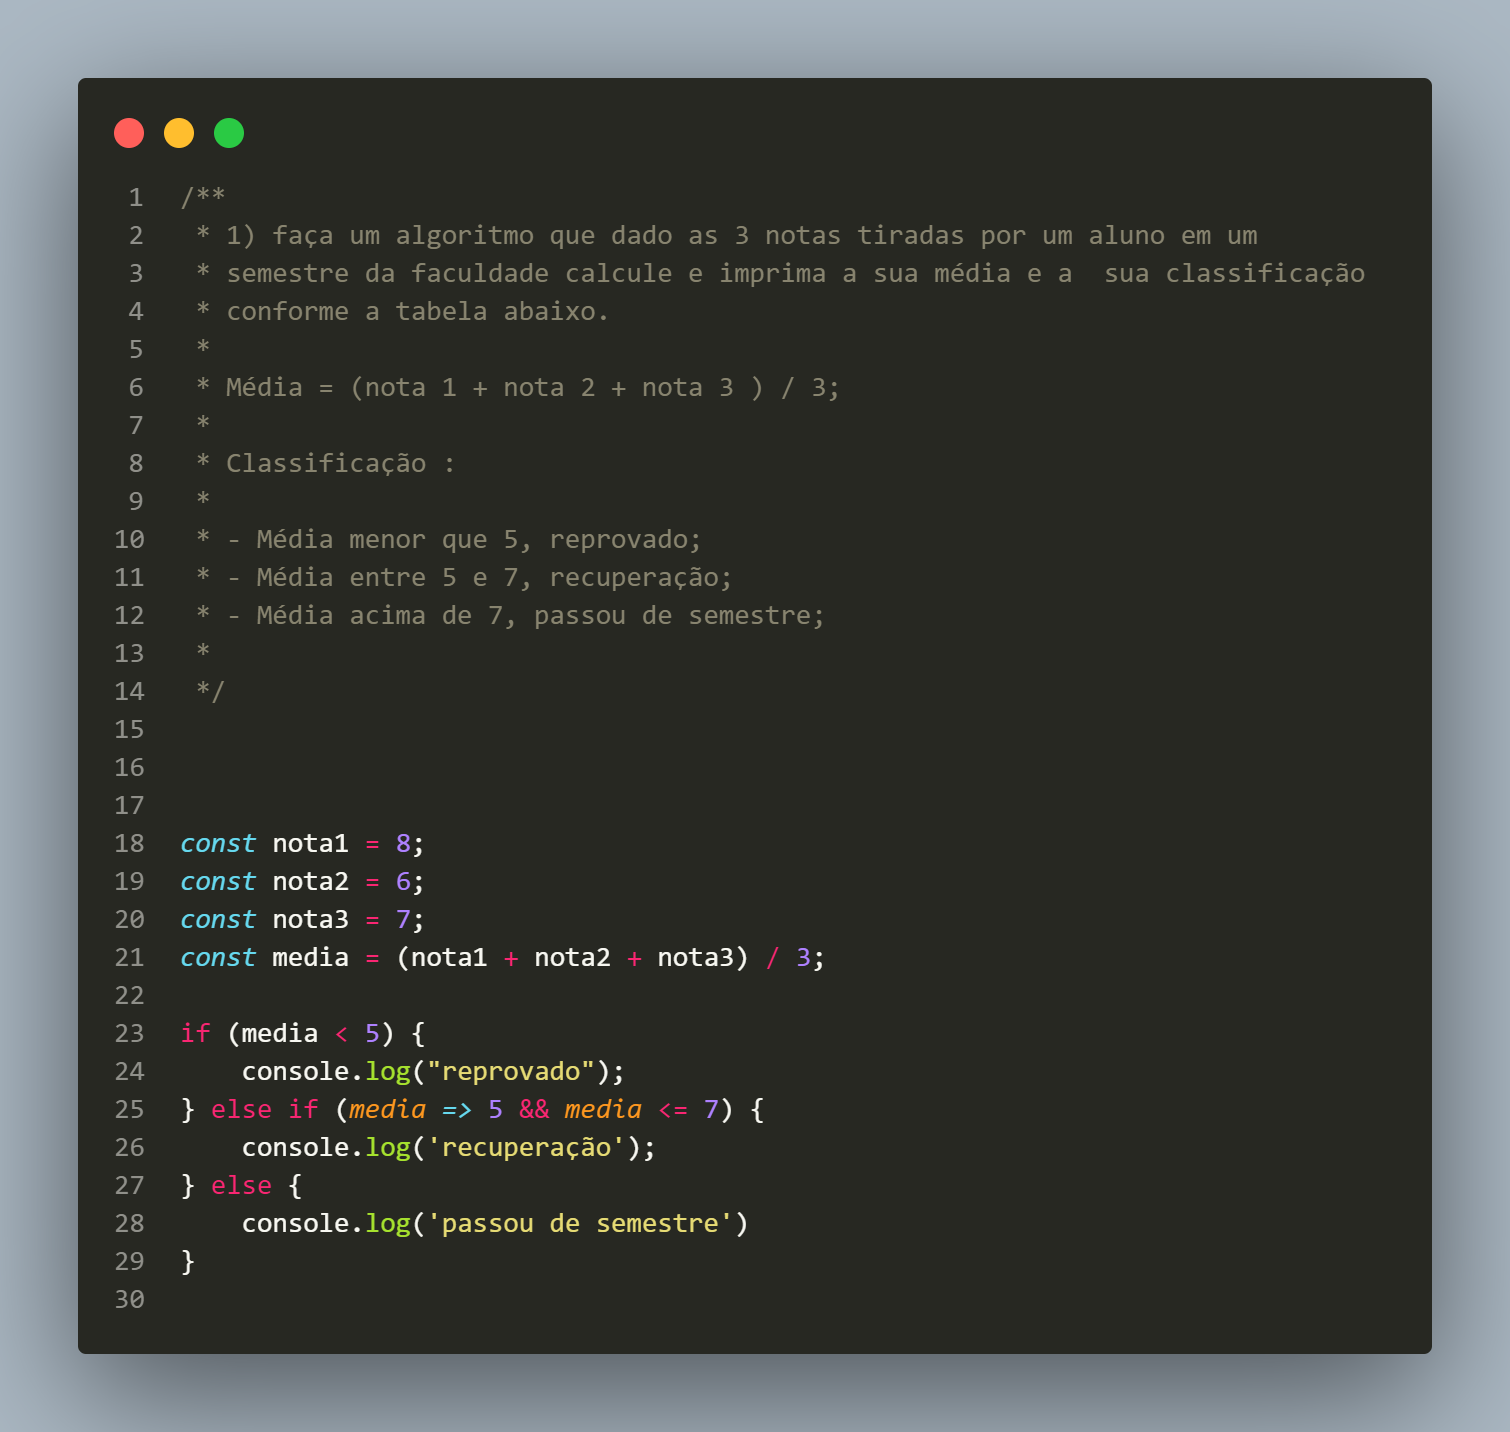 1 /**
2  * 1) faça um algoritmo que dado as 3 notas tiradas por um aluno em um
3  * semestre da faculdade calcule e imprima a sua média e a  sua classificação
4  * conforme a tabela abaixo.
5  *
6  * Média = (nota 1 + nota 2 + nota 3 ) / 3;
7  *
8  * Classificação :
9  *
10  * - Média menor que 5, reprovado;
11  * - Média entre 5 e 7, recuperação;
12  * - Média acima de 7, passou de semestre;
13  *
14  */
15
16
17
18 const nota1 = 8;
19 const nota2 = 6;
20 const nota3 = 7;
21 const media = (nota1 + nota2 + nota3) / 3;
22
23 if (media < 5) {
24     console.log("reprovado");
25 } else if (media => 5 && media <= 7) {
26     console.log('recuperação');
27 } else {
28     console.log('passou de semestre')
29 }
30